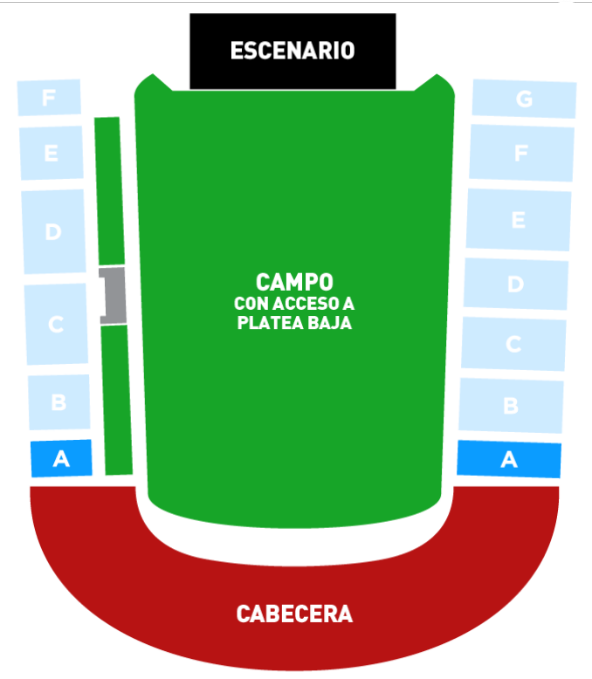 ESCENARIO
F
G
E
F
D
E
CAMPO
CON ACCESO A
PLATEA BAJA
D
C
C
B
B
A
A
CABECERA